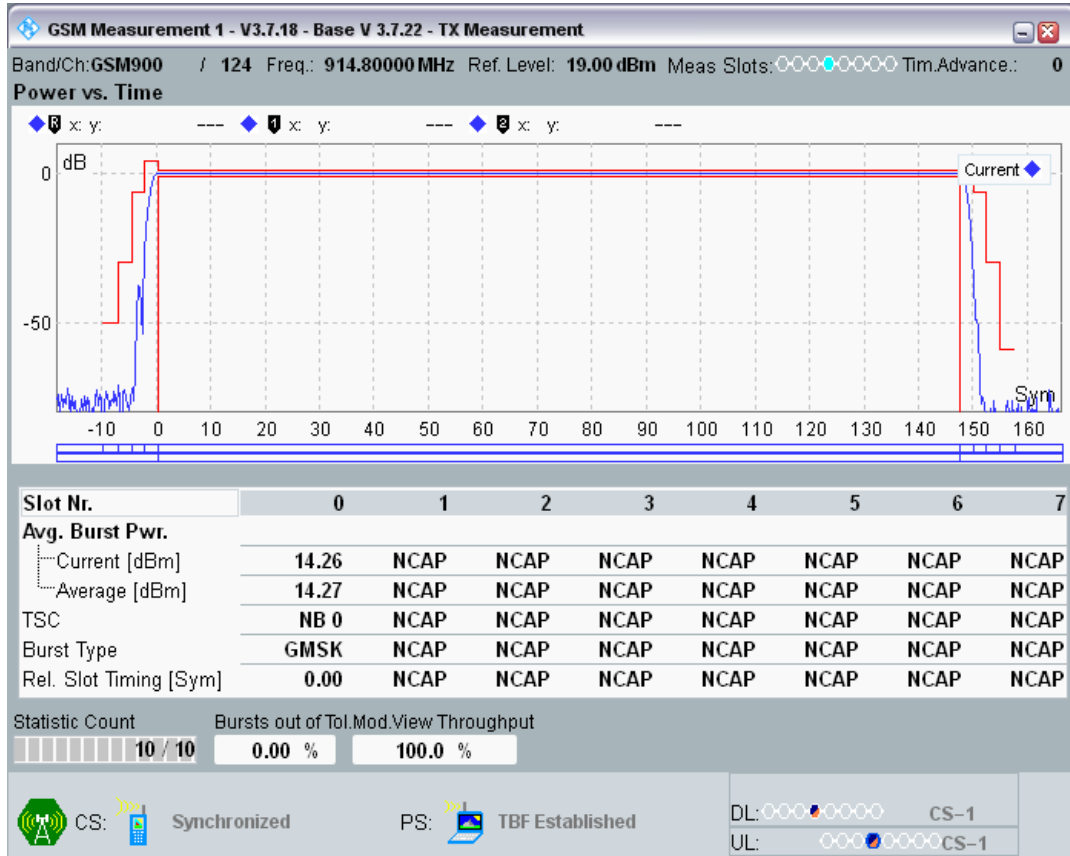 GSM Measurement 1 - V3.7.18 - Base V 3.7.22 - TX Measurement
Band/Ch:GSM900 / 124 Freq.: 914.80000 MHz Ref. Level: 19.00 dBm Meas Slots: Tim.Advance.: 0
Power vs. Time
R x: y: --- 1 x: y: --- 2 x: y: ---
dB
Current
0
-50
Sym
-10 0 10 20 30 40 50 60 70 80 90 100 110 120 130 140 150 160
Slot Nr. 0 1 2 3 4 5 6 7
Avg. Burst Pwr.
Current [dBm] 14.26 NCAP NCAP NCAP NCAP NCAP NCAP NCAP
Average [dBm] 14.27 NCAP NCAP NCAP NCAP NCAP NCAP NCAP
TSC NB 0 NCAP NCAP NCAP NCAP NCAP NCAP NCAP
Burst Type GMSK NCAP NCAP NCAP NCAP NCAP NCAP NCAP
Rel. Slot Timing [Sym] 0.00 NCAP NCAP NCAP NCAP NCAP NCAP NCAP
Statistic Count Bursts out of Tol.Mod.View Throughput
10 / 10 0.00 % 100.0 %
CS: Synchronized PS: TBF Established DL: CS-1
UL: CS-1